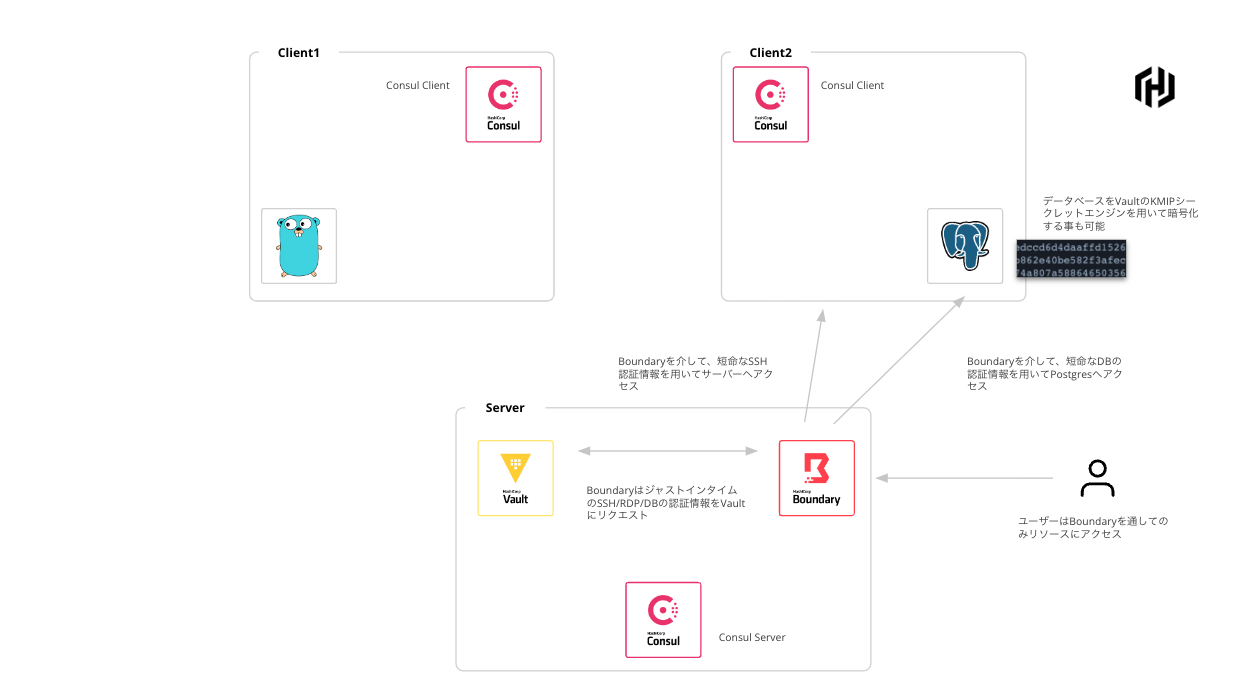 Client1
Consul Client
HashiCorp
Consul
Client2
HashiCorp
Consul
Consul Client
データベースをVaultのKMIPシー
クレットエンジンを用いて暗号化
する事も可能
edccd6d4daaffd1526
b862e40be582f3afec
74a807a58864650356
Boundaryを介して、短命なSSH
認証情報を用いてサーバーへアク
セス
Boundaryを介して、短命なDBの
認証情報を用いてPostgresへアク
セス
Server
HashiCorp
Vault
BoundaryはジャストインタイムのSSH/RDP/DBの認証情報をVault
にリクエスト
HashiCorp
Boundary
ユーザーはBoundaryを通しての
みリソースにアクセス
HashiCorp
Consul
Consul Server